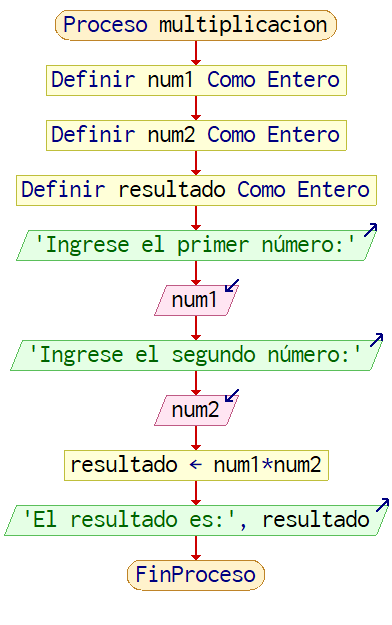 Proceso multiplicacion
Definir num1 Como Entero
Definir num2 Como Entero
Definir resultado Como Entero
'Ingrese el primer número:'
num1
'Ingrese el segundo número:'
num2
resultado ← num1*num2
'El resultado es:', resultado
FinProceso